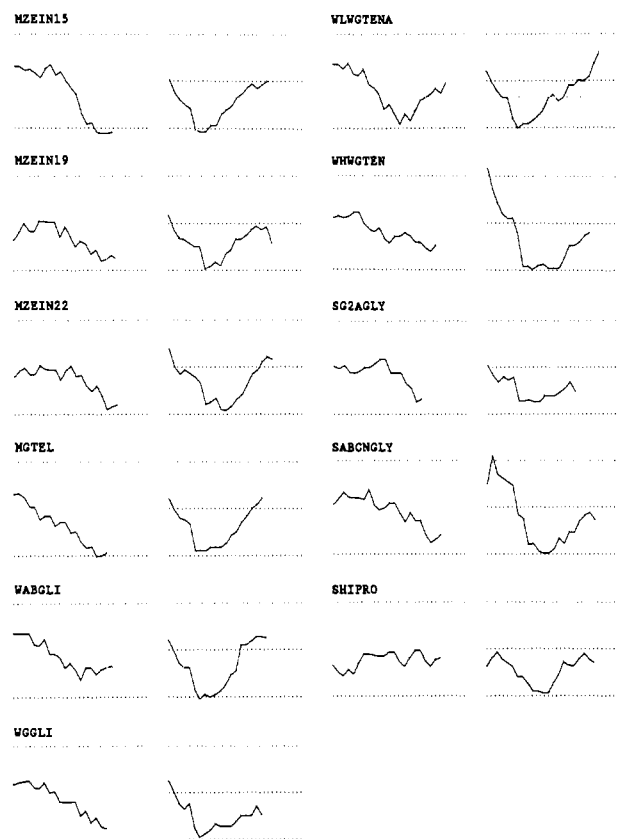 MZEIN15
WLWGTENA
MZEIN19
WHWGTEN
MZEIN22
SG2AGLY
MGTEL
SABCNGLY
WABGLI
SHIPRO
WGGLI